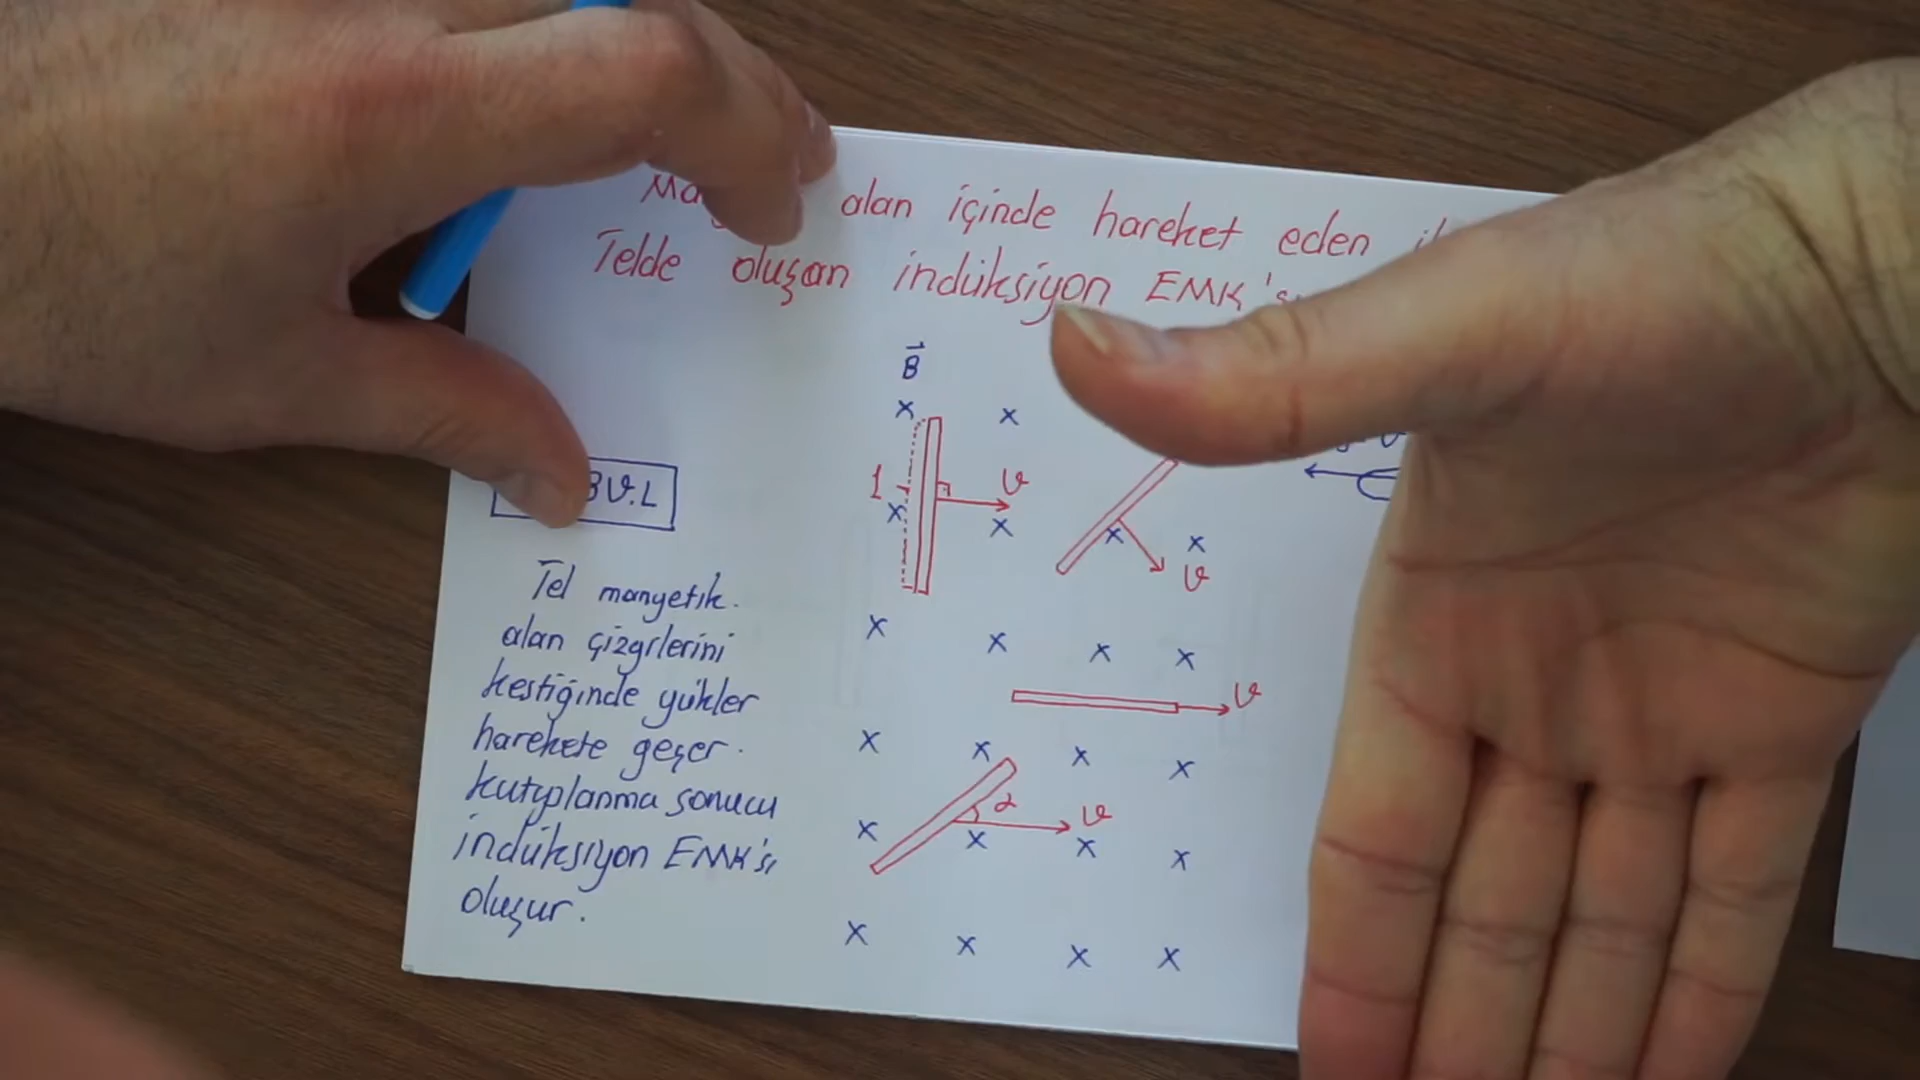 alan içinde hareket eden
Telde oluşan indüksiyon EMK'sı
B
l
V
BV.L
V
Tel manyetik.
alan çizgilerini
kestiğinde yükler
harekete geçer.
kutuplanma sonucu
indüksiyon EMK'sı
oluşur.
V
α
V